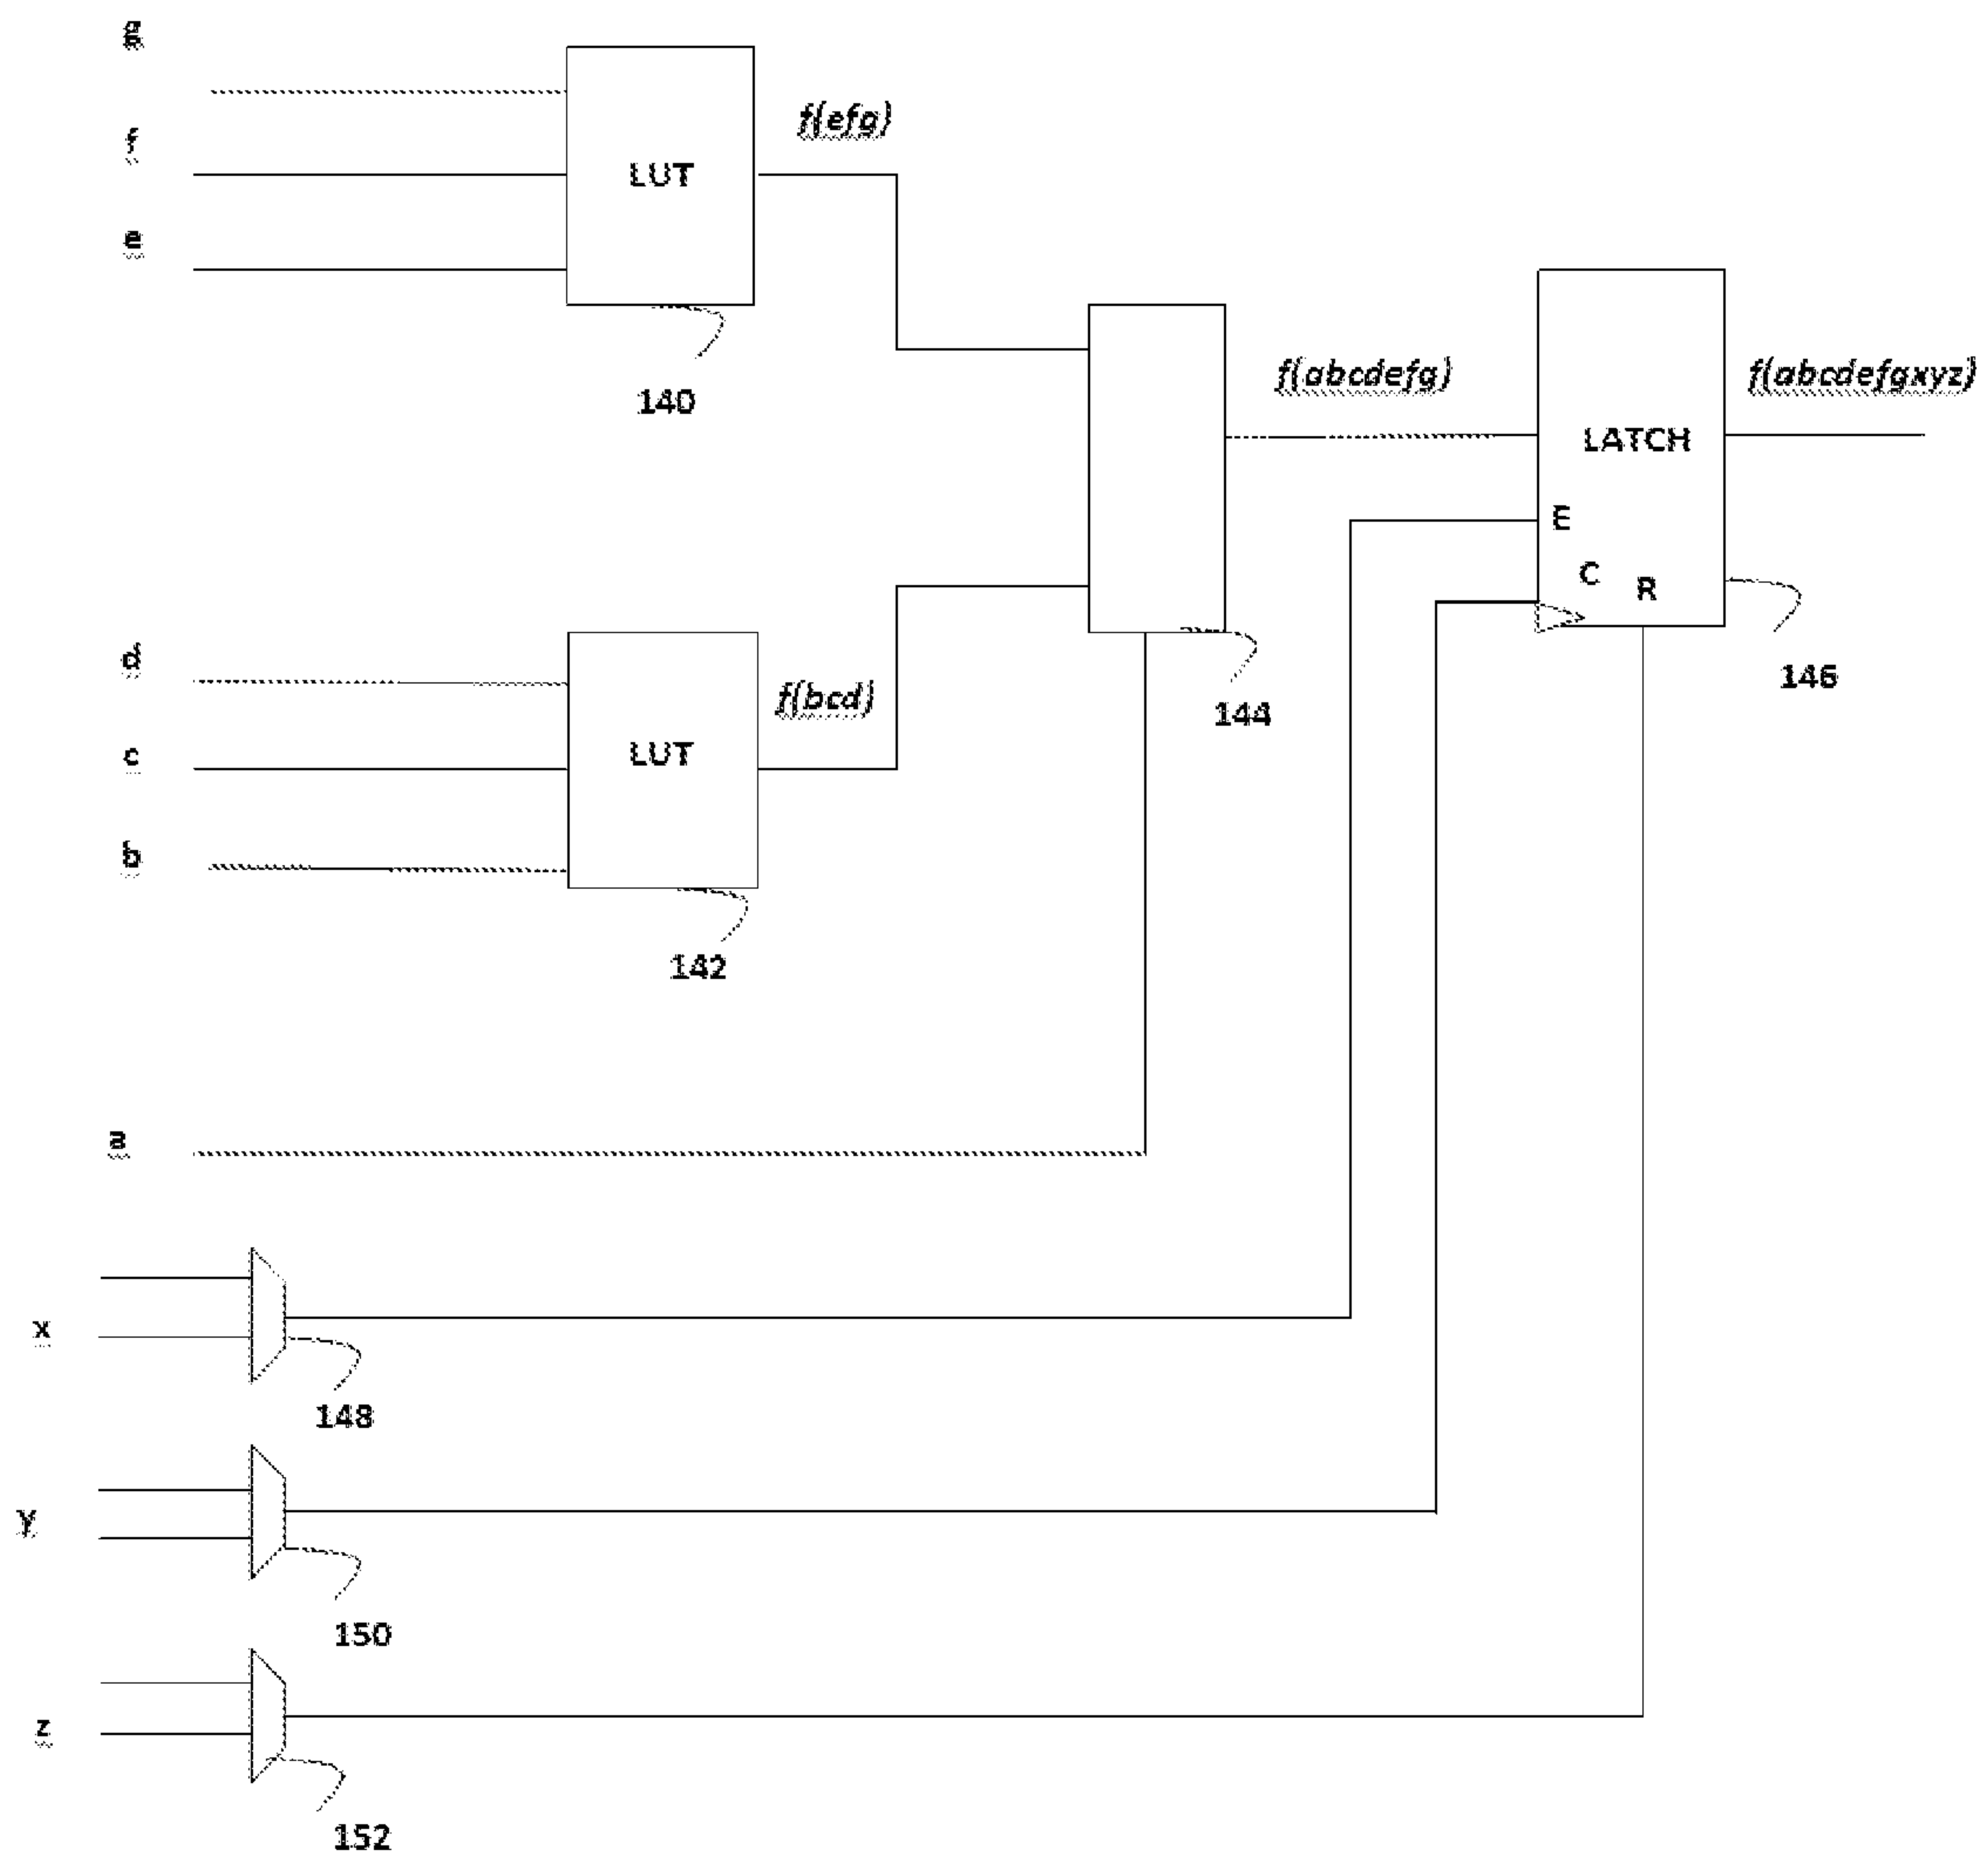 g
f(efg)
f
LUT
e
140
f(abcdefg)
f(abcdefgxyz)
LATCH
E
C
R
d
f(bcd)
146
144
c
LUT
b
142
a
x
148
y
150
z
152